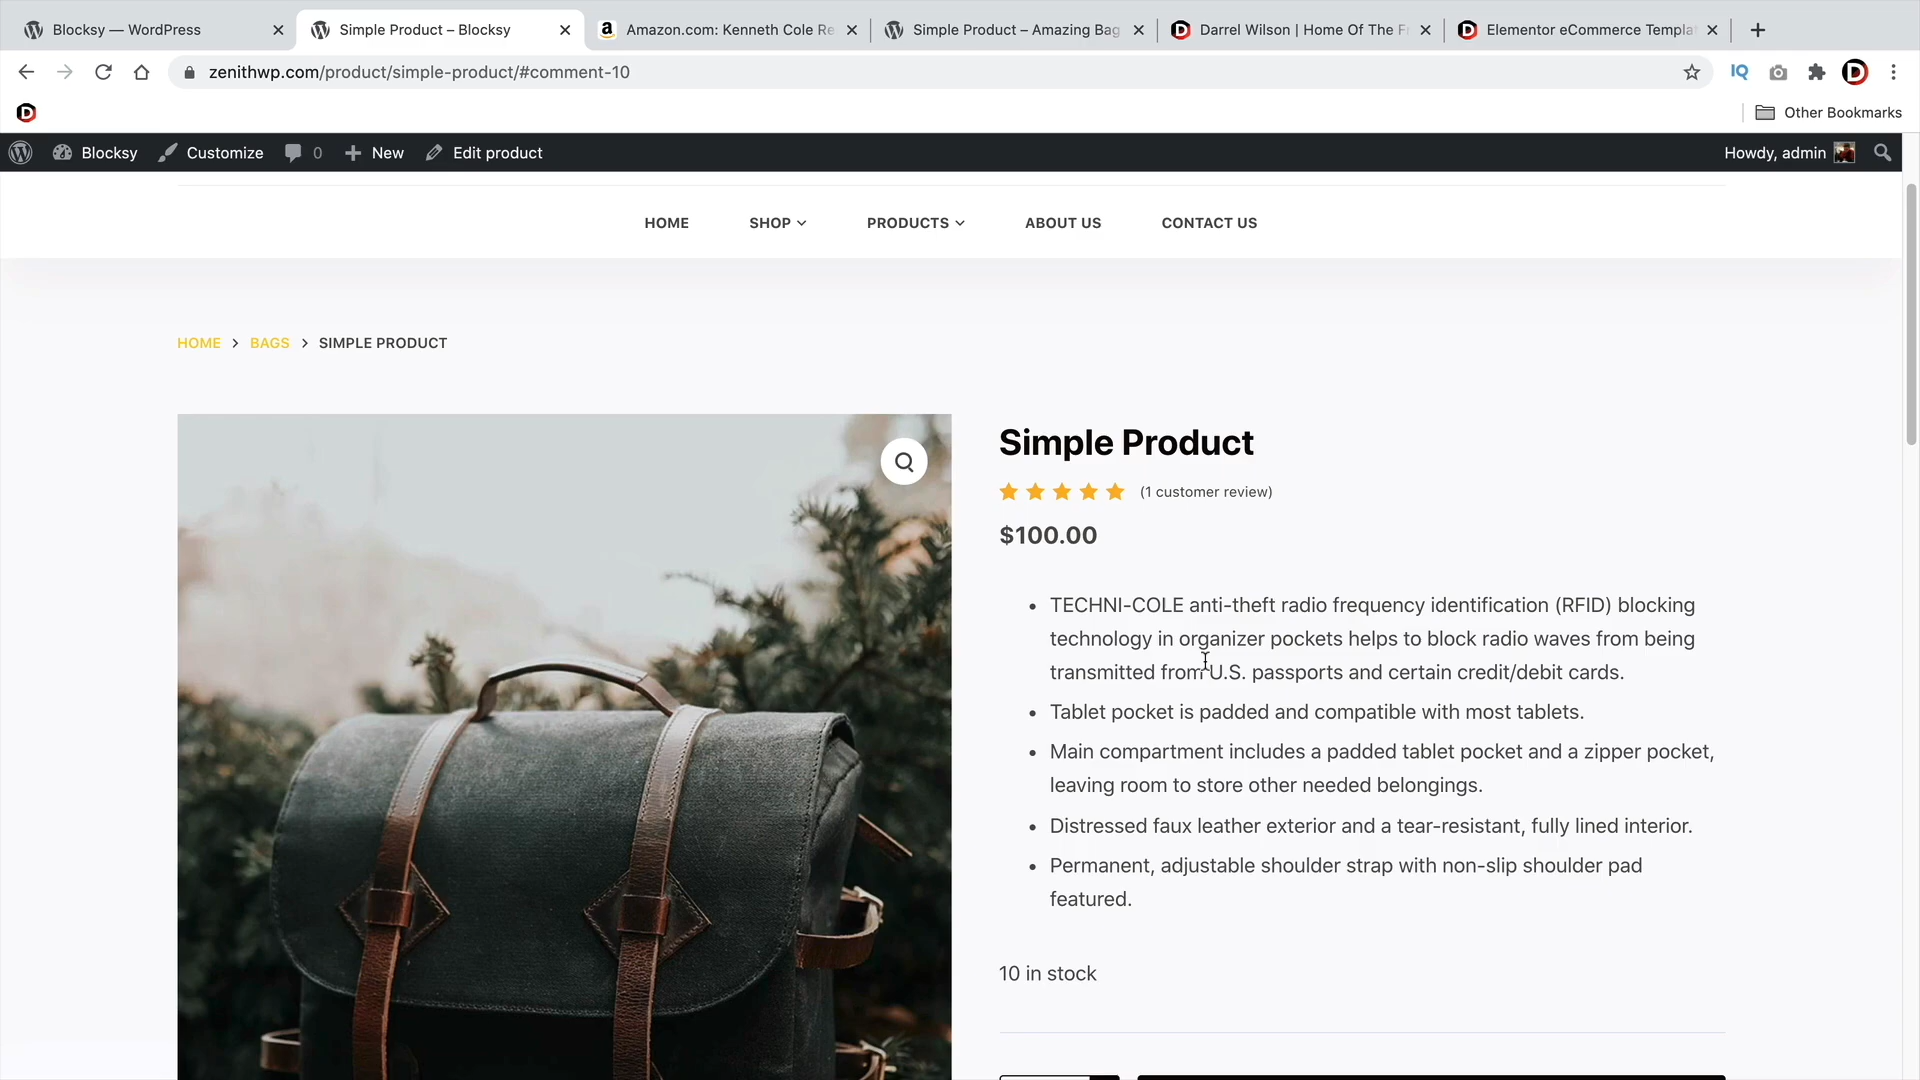 Blocksy — WordPress
Simple Product – Blocksy
Amazon.com: Kenneth Cole Re
Simple Product – Amazing Bag
Darrel Wilson | Home Of The F
Elementor eCommerce Templa
zenithwp.com/product/simple-product/#comment-10
IQ
Other Bookmarks
Blocksy
Customize
0
New
Edit product
Howdy, admin
HOME
SHOP
PRODUCTS
ABOUT US
CONTACT US
HOME > BAGS > SIMPLE PRODUCT
Simple Product
(1 customer review)
$100.00
• TECHNI-COLE anti-theft radio frequency identification (RFID) blocking
technology in organizer pockets helps to block radio waves from being
transmitted from U.S. passports and certain credit/debit cards.
• Tablet pocket is padded and compatible with most tablets.
• Main compartment includes a padded tablet pocket and a zipper pocket,
leaving room to store other needed belongings.
• Distressed faux leather exterior and a tear-resistant, fully lined interior.
• Permanent, adjustable shoulder strap with non-slip shoulder pad
featured.
10 in stock